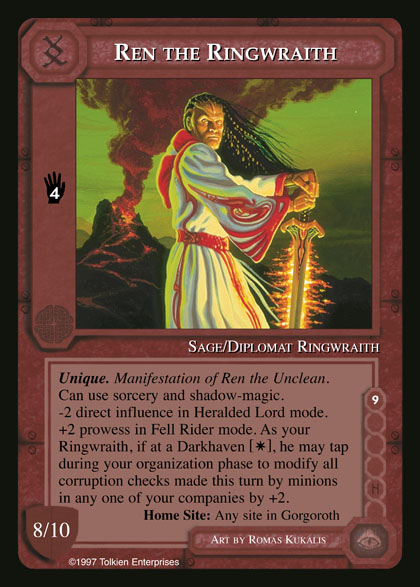 Ren the Ringwraith
4
Sage/Diplomat Ringwraith
Unique. Manifestation of Ren the Unclean.
Can use sorcery and shadow-magic.
-2 direct influence in Heralded Lord mode.
+2 prowess in Fell Rider mode. As your
Ringwraith, if at a Darkhaven [✶], he may tap
during your organization phase to modify all
corruption checks made this turn by minions
in any one of your companies by +2.
Home Site: Any site in Gorgoroth
9
H
8/10
Art by Romas Kukalis
©1997 Tolkien Enterprises